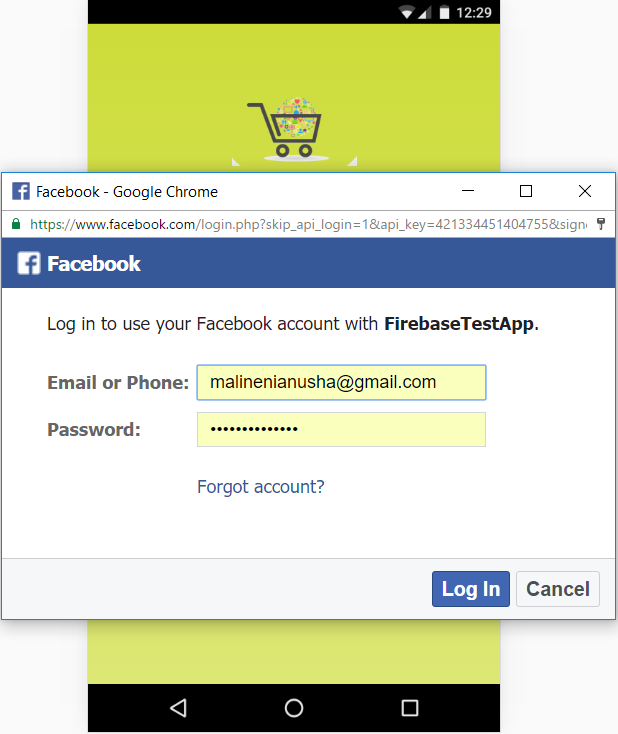 12:29
Facebook - Google Chrome
https://www.facebook.com/login.php?skip_api_login=1&api_key=421334451404755&sign
Facebook
Log in to use your Facebook account with FirebaseTestApp.
Email or Phone: malinenianusha@gmail.com
Password: ••••••••••••••
Forgot account?
Log In Cancel